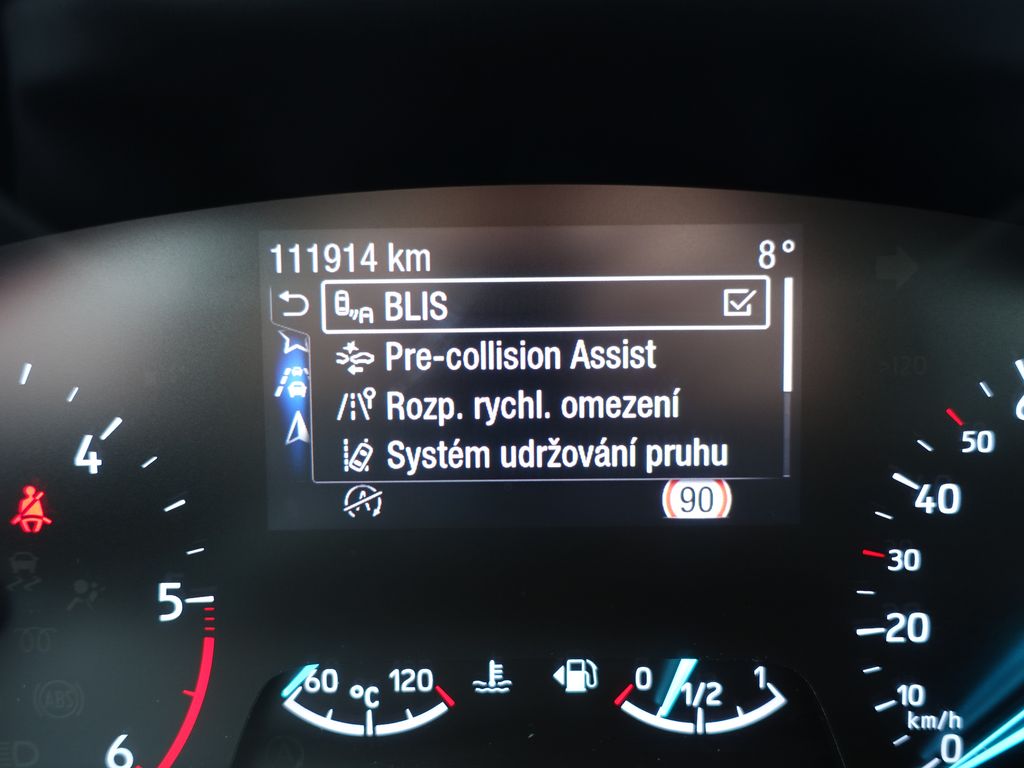 111914 km 8°
BLIS
Pre-collision Assist
Rozp. rychl. omezení
Systém udržování pruhu
A 90
4
5
6
60 °C 120
0 1/2 1
50
40
30
20
10
km/h
0
ABS